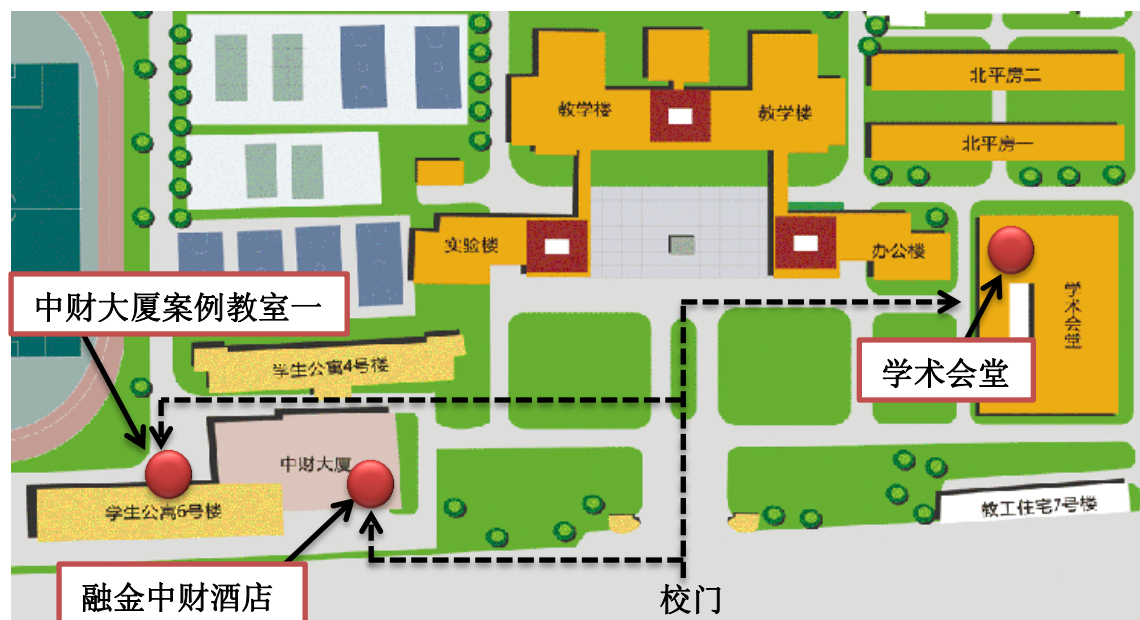 北平房二
教学楼
教学楼
北平房一
实验楼
办公楼
中财大厦案例教室一
学术会堂
学生公寓4号楼
学术会堂
中财大厦
学生公寓6号楼
教工住宅7号楼
融金中财酒店
校门